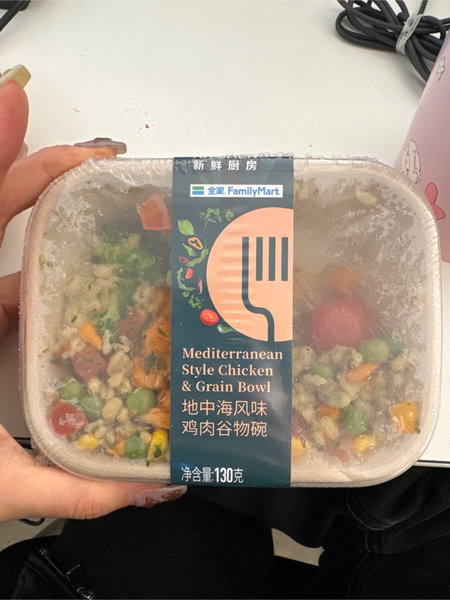 新鲜厨房
全家 FamilyMart
Mediterranean
Style Chicken
& Grain Bowl
地中海风味
鸡肉谷物碗
净含量:130克